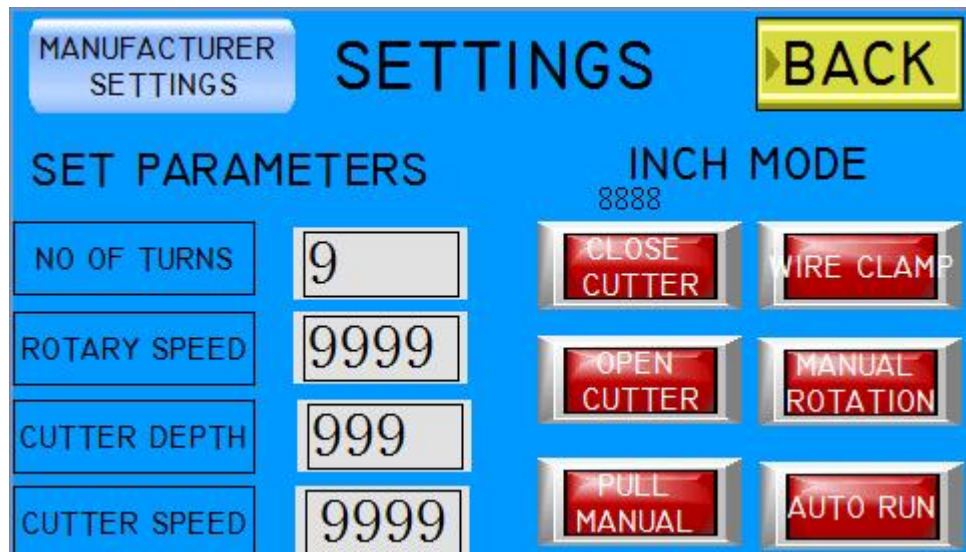 MANUFACTURER
SETTINGS
SETTINGS
BACK
SET PARAMETERS
INCH MODE
8888
NO OF TURNS
9
CLOSE
CUTTER
WIRE CLAMP
ROTARY SPEED
9999
OPEN
CUTTER
MANUAL
ROTATION
CUTTER DEPTH
999
CUTTER SPEED
9999
PULL
MANUAL
AUTO RUN